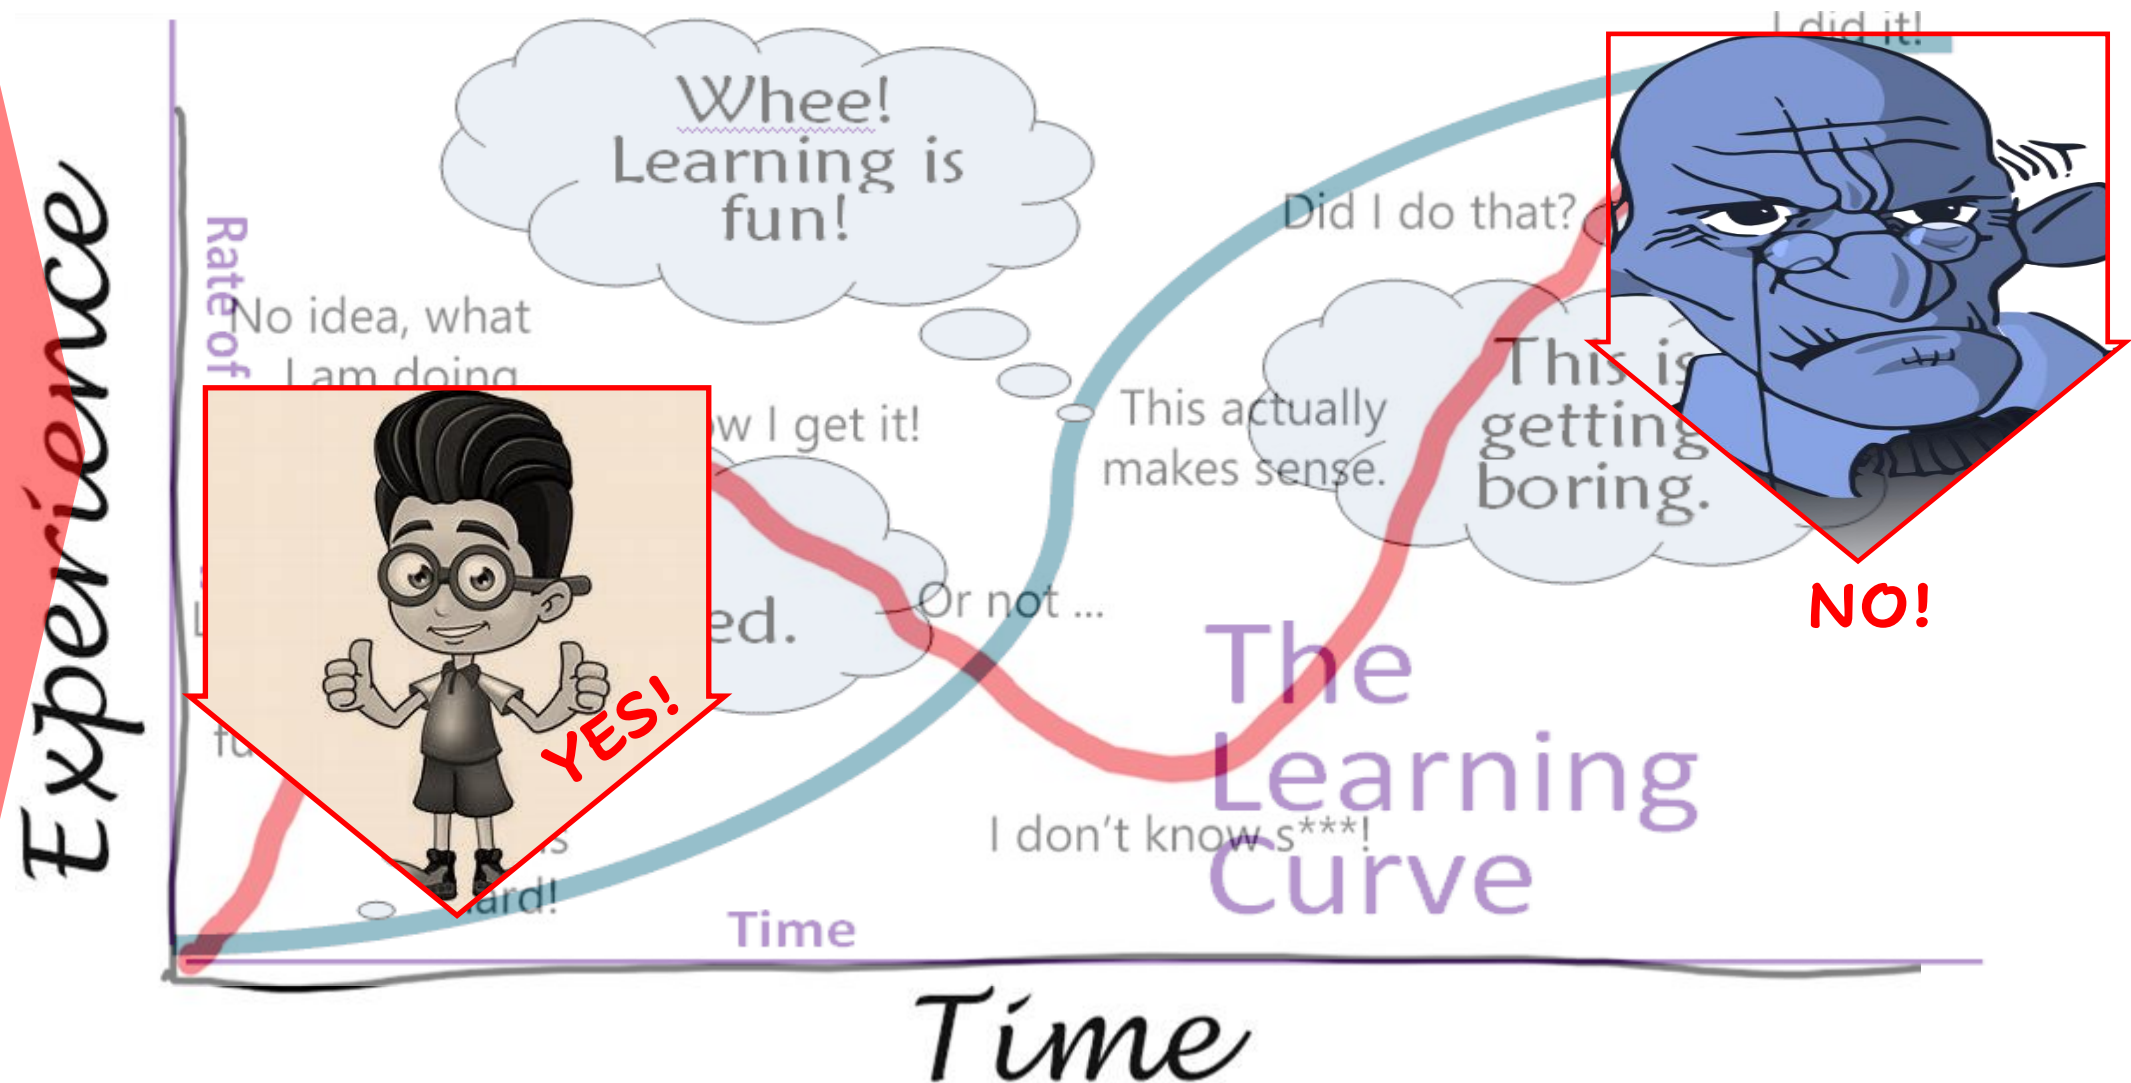 I did it!
Whee!
Learning is
fun!
Did I do that?
Experience
Rate of
No idea, what
I am doing
I get it!
This actually
makes sense.
This is
getting
boring.
Or not ...
NO!
YES!
The
Learning
Curve
I don't know s***!
Time
Time